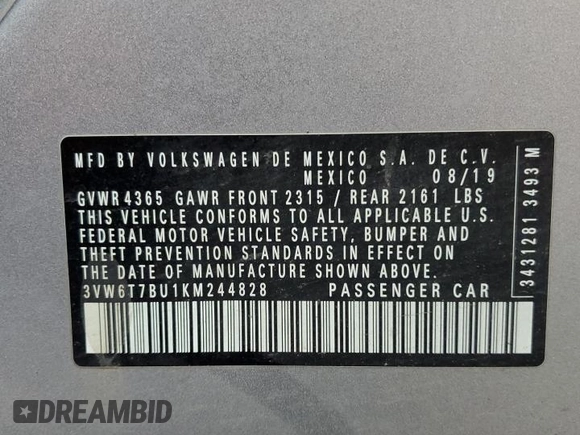 MFD BY VOLKSWAGEN DE MEXICO S.A. DE C.V.
MEXICO 08/19
GVWR 4365 GAWR FRONT 2315 / REAR 2161 LBS
THIS VEHICLE CONFORMS TO ALL APPLICABLE U.S.
FEDERAL MOTOR VEHICLE SAFETY, BUMPER AND
THEFT PREVENTION STANDARDS IN EFFECT ON
THE DATE OF MANUFACTURE SHOWN ABOVE.
3VW6T7BU1KM244828 PASSENGER CAR
3431281 3493 M
DREAMBID